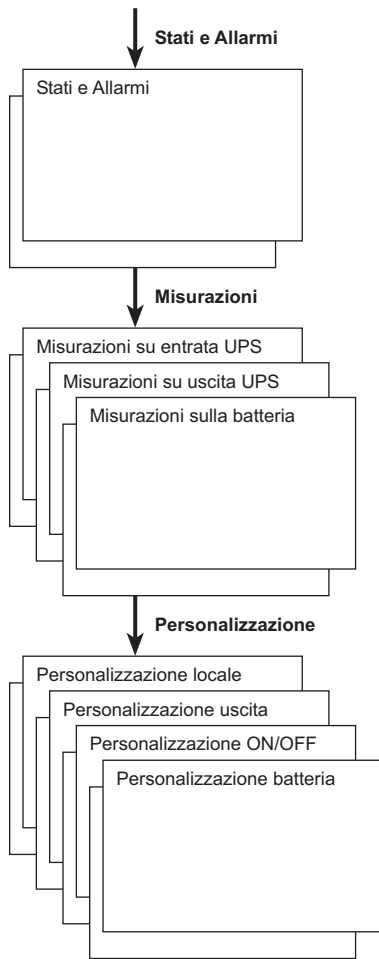 Stati e Allarmi
Stati e Allarmi
Misurazioni
Misurazioni su entrata UPS
Misurazioni su uscita UPS
Misurazioni sulla batteria
Personalizzazione
Personalizzazione locale
Personalizzazione uscita
Personalizzazione ON/OFF
Personalizzazione batteria